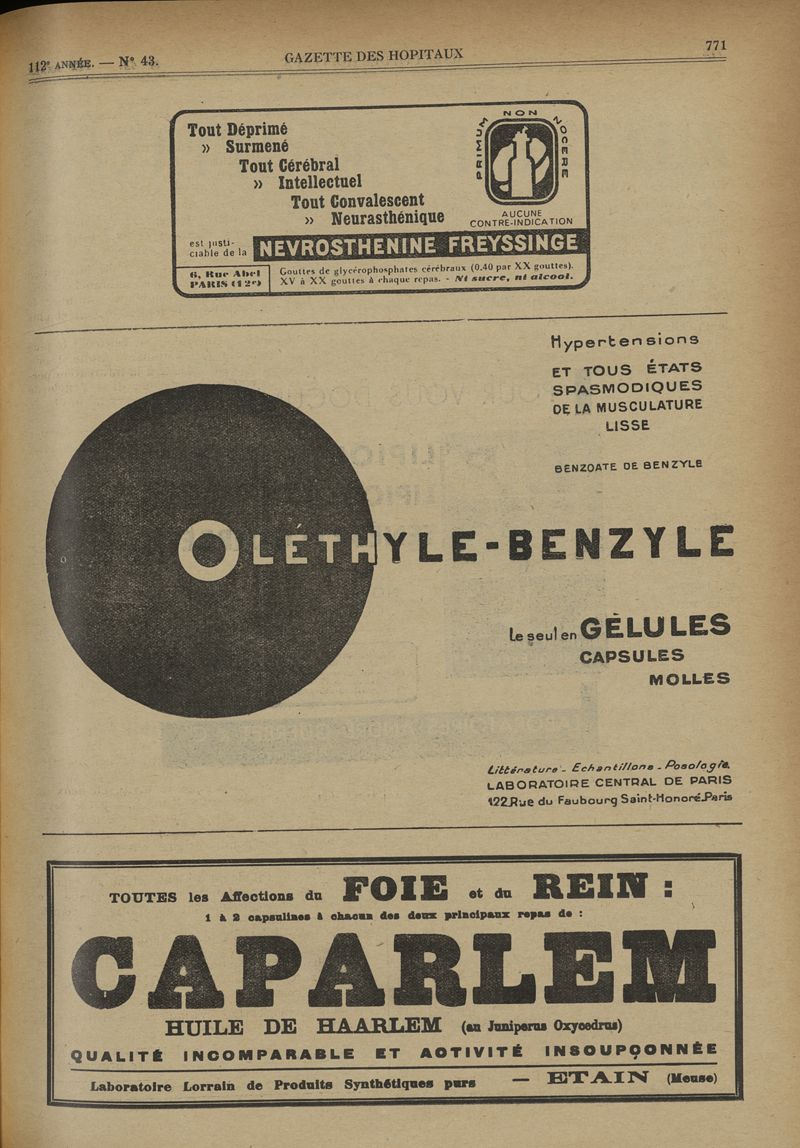 112e ANNÉE. — No 43.
GAZETTE DES HOPITAUX
771
Tout Déprimé
» Surmené
Tout Cérébral
» Intellectuel
Tout Convalescent
» Neurasthénique
PRIMUM NON NOCERE
AUCUNE
CONTRE-INDICATION
est justi-
ciable de la
NEVROSTHENINE FREYSSINGE
6, Rue Abel
PARIS (12e)
Gouttes de glycérophosphates cérébraux (0.40 par XX gouttes).
XV à XX gouttes à chaque repas. - Ni sucre, ni alcool.
Hypertensions
ET TOUS ÉTATS
SPASMODIQUES
DE LA MUSCULATURE
LISSE
BENZOATE DE BENZYLE
OLÉTHYLE-BENZYLE
Le seul en GÉLULES
CAPSULES
MOLLES
Littérature - Echantillons - Posologie.
LABORATOIRE CENTRAL DE PARIS
122 Rue du Faubourg Saint-Honoré-Paris
TOUTES les Affections du FOIE et du REIN :
1 à 2 capsulines à chacun des deux principaux repas de :
CAPARLEM
HUILE DE HAARLEM (au Juniperus Oxycedrus)
QUALITÉ INCOMPARABLE ET ACTIVITÉ INSOUPÇONNÉE
Laboratoire Lorrain de Produits Synthétiques purs — ETAIN (Meuse)